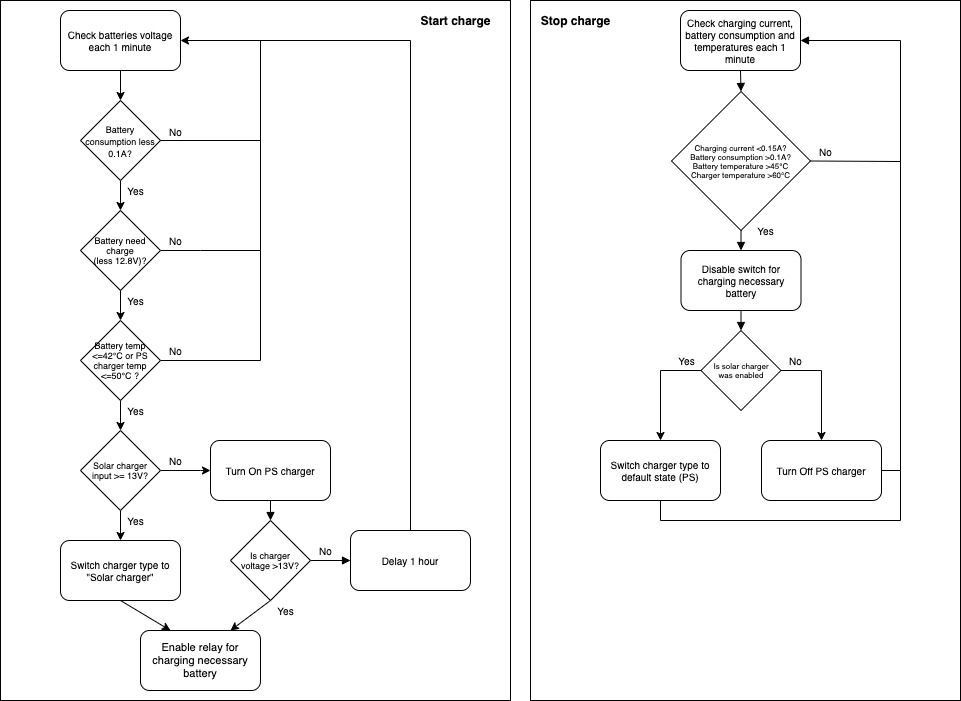 Start charge
Check batteries voltage
each 1 minute
Battery
consumption less
0.1A?
No
Yes
Battery need
charge
(less 12.8V)?
No
Yes
Battery temp
<=42°C or PS
charger temp
<=50°C ?
No
Yes
Solar charger
input >= 13V?
No
Turn On PS charger
Yes
Is charger
voltage >13V?
No
Delay 1 hour
Switch charger type to
"Solar charger"
Yes
Enable relay for
charging necessary
battery
Stop charge
Check charging current,
battery consumption and
temperatures each 1
minute
Charging current <0.15A?
Battery consumption >0.1A?
Battery temperature >45°C
Charger temperature >60°C
No
Yes
Disable switch for
charging necessary
battery
Is solar charger
was enabled
Yes
No
Switch charger type to
default state (PS)
Turn Off PS charger